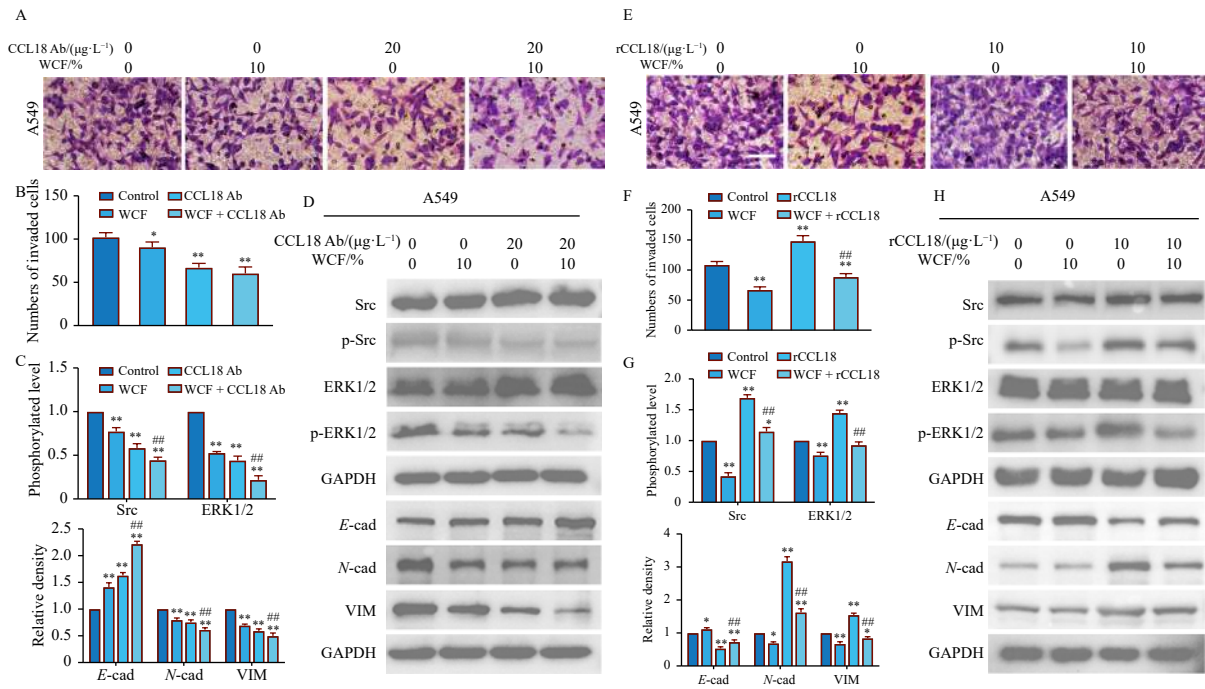 A
CCL18 Ab/(μg·L⁻¹) 0 0 20 20
WCF/% 0 10 0 10
A549
B
Control CCL18 Ab
WCF WCF + CCL18 Ab
Numbers of invaded cells
150
100
50
0
* ** **
C
Control CCL18 Ab
WCF WCF + CCL18 Ab
Phosphorylated level
1.5
1.0
0.5
0
** ** ## **
** ** ## **
Src ERK1/2
Relative density
2.5
2.0
1.5
1.0
0.5
0
** ** ## **
** ** ## **
** ** ## **
E-cad N-cad VIM
D
A549
CCL18 Ab/(μg·L⁻¹) 0 0 20 20
WCF/% 0 10 0 10
Src
p-Src
ERK1/2
p-ERK1/2
GAPDH
E-cad
N-cad
VIM
GAPDH
E
rCCL18/(μg·L⁻¹) 0 0 10 10
WCF/% 0 10 0 10
A549
F
Control rCCL18
WCF WCF + rCCL18
Numbers of invaded cells
200
150
100
50
0
** ** ## **
G
Control rCCL18
WCF WCF + rCCL18
Phosphorylated level
2.0
1.5
1.0
0.5
0
** ** ## *
** ** ##
Src ERK1/2
Relative density
4
3
2
1
0
* ** ## **
* ** ## **
** ** ## *
E-cad N-cad VIM
H
A549
rCCL18/(μg·L⁻¹) 0 0 10 10
WCF/% 0 10 0 10
Src
p-Src
ERK1/2
p-ERK1/2
GAPDH
E-cad
N-cad
VIM
GAPDH